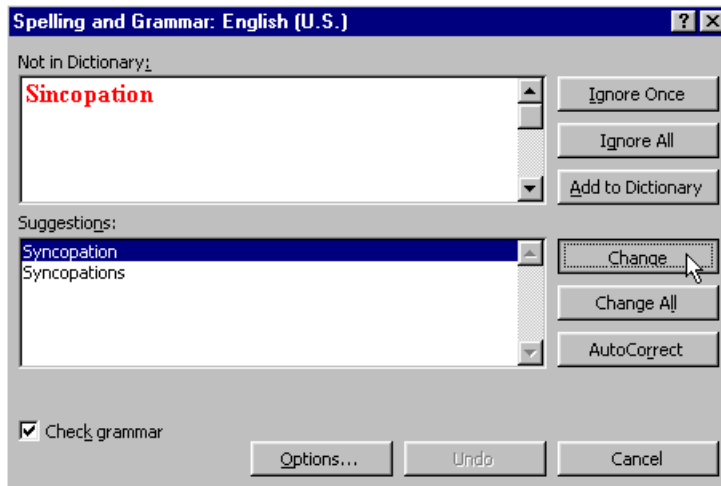 Spelling and Grammar: English (U.S.)
Not in Dictionary:
Sincopation
Ignore Once
Ignore All
Add to Dictionary
Suggestions:
Syncopation
Syncopations
Change
Change All
AutoCorrect
Check grammar
Options...
Undo
Cancel